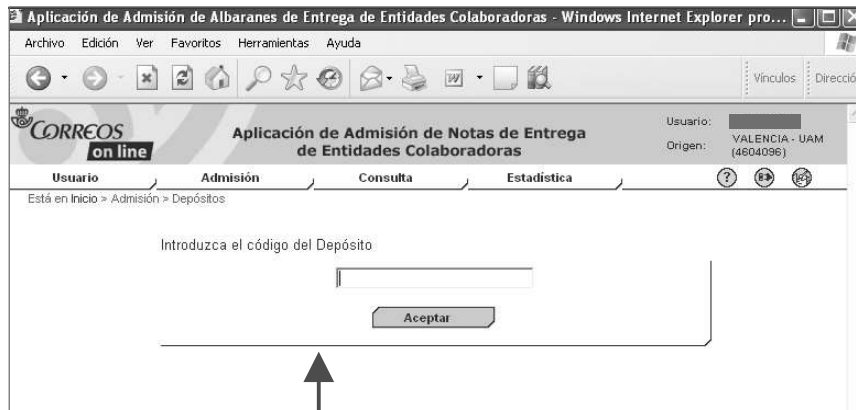 Aplicación de Admisión de Albaranes de Entrega de Entidades Colaboradoras - Windows Internet Explorer pro...
Archivo Edición Ver Favoritos Herramientas Ayuda
Vínculos Direcció
CORREOS
on line
Aplicación de Admisión de Notas de Entrega
de Entidades Colaboradoras
Usuario:
Origen: VALENCIA - UAM
(4604096)
Usuario Admisión Consulta Estadística
Está en Inicio > Admisión > Depósitos
Introduzca el código del Depósito
Aceptar